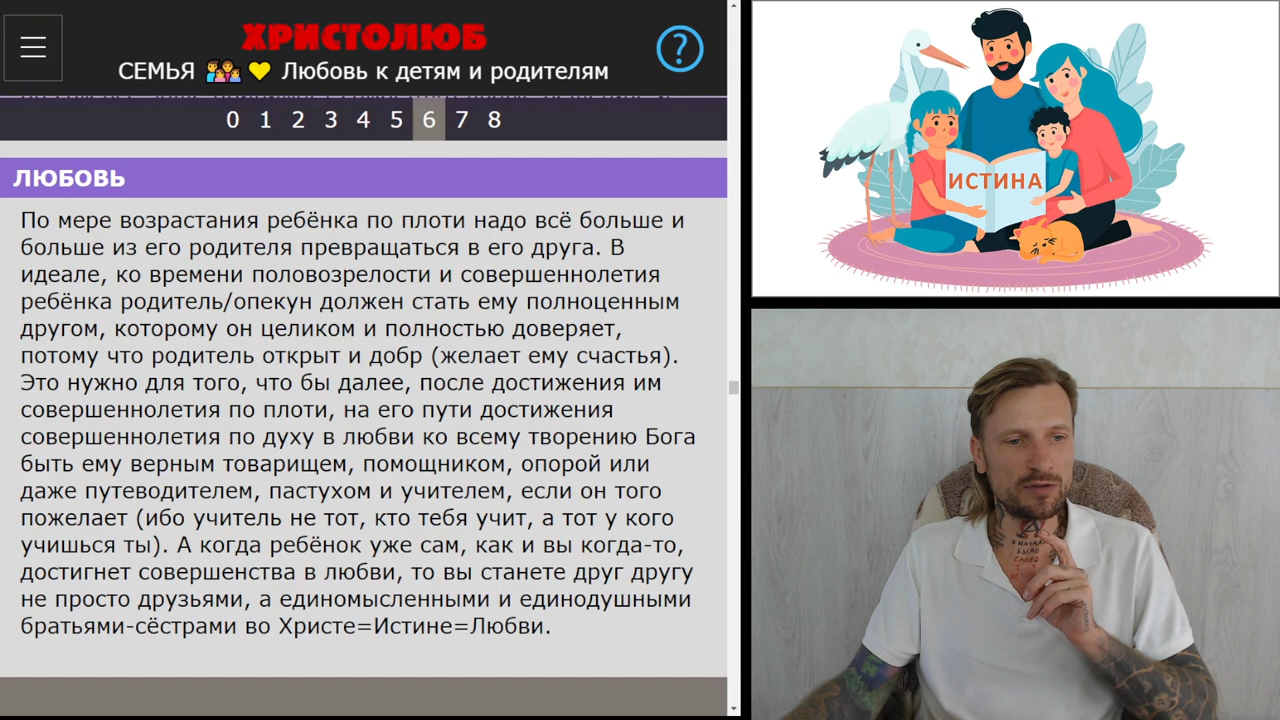 ХРИСТОЛЮБ
СЕМЬЯ 👨‍👩‍👧‍👦 💛 Любовь к детям и родителям
?
0 1 2 3 4 5 6 7 8
ЛЮБОВЬ
По мере возрастания ребёнка по плоти надо всё больше и
больше из его родителя превращаться в его друга. В
идеале, ко времени половозрелости и совершеннолетия
ребёнка родитель/опекун должен стать ему полноценным
другом, которому он целиком и полностью доверяет,
потому что родитель открыт и добр (желает ему счастья).
Это нужно для того, что бы далее, после достижения им
совершеннолетия по плоти, на его пути достижения
совершеннолетия по духу в любви ко всему творению Бога
быть ему верным товарищем, помощником, опорой или
даже путеводителем, пастухом и учителем, если он того
пожелает (ибо учитель не тот, кто тебя учит, а тот у кого
учишься ты). А когда ребёнок уже сам, как и вы когда-то,
достигнет совершенства в любви, то вы станете друг другу
не просто друзьями, а единомысленными и единодушными
братьями-сёстрами во Христе=Истине=Любви.
ИСТИНА
В НАЧАЛЕ
БЫЛО
СЛОВО